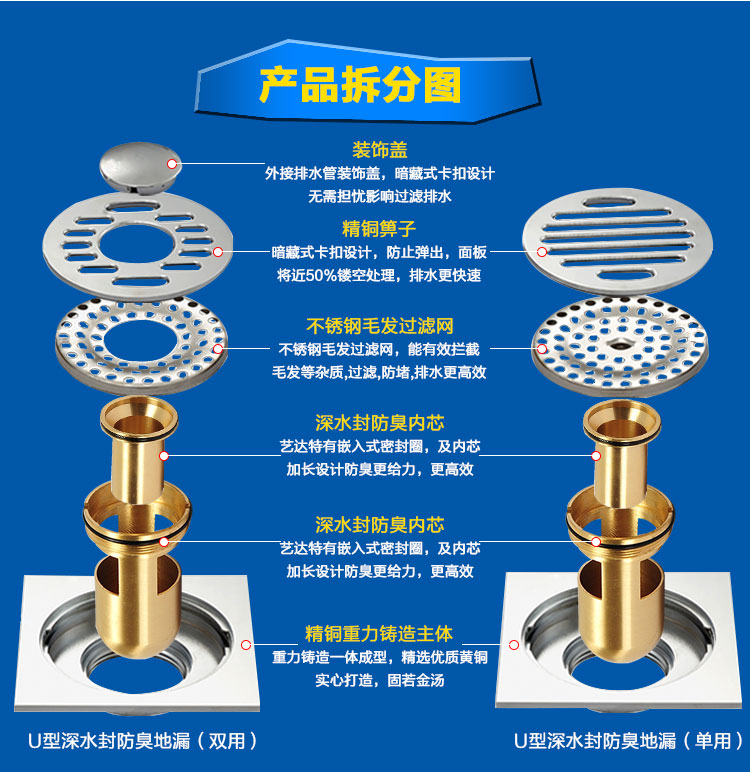 产品拆分图
装饰盖
外接排水管装饰盖，暗藏式卡扣设计
无需担忧影响过滤排水
精铜箅子
暗藏式卡扣设计，防止弹出，面板
将近50%镂空处理，排水更快速
不锈钢毛发过滤网
不锈钢毛发过滤网，能有效拦截
毛发等杂质,过滤,防堵,排水更高效
深水封防臭内芯
艺达特有嵌入式密封圈，及内芯
加长设计防臭更给力，更高效
深水封防臭内芯
艺达特有嵌入式密封圈，及内芯
加长设计防臭更给力，更高效
精铜重力铸造主体
重力铸造一体成型，精选优质黄铜
实心打造，固若金汤
U型深水封防臭地漏（双用）
U型深水封防臭地漏（单用）